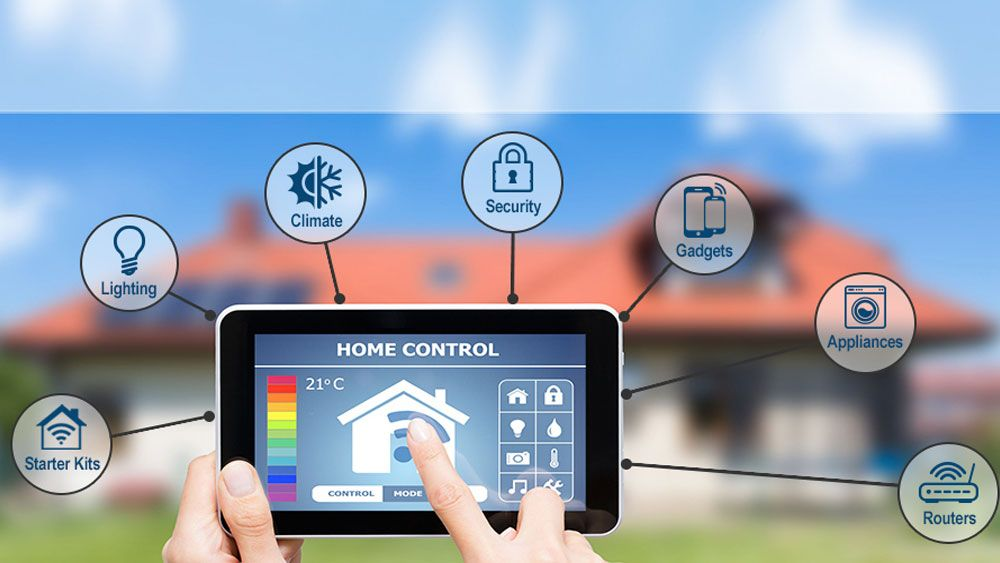 Climate
Security
Gadgets
Lighting
Appliances
HOME CONTROL
21°C
Starter Kits
CONTROL MODE
Routers